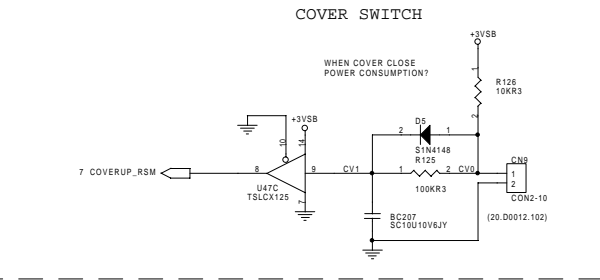 COVER SWITCH
+3VSB
WHEN COVER CLOSE
POWER CONSUMPTION?
1
R126
10KR3
2
+3VSB
D5
2 1
S1N4148
10
14
7 COVERUP_RSM
8
9
CV1
R125
1 2
100KR3
CV0
CN9
1
2
CON2-10
U47C
TSLCX125
7
BC207
SC10U10V6JY
(20.D0012.102)